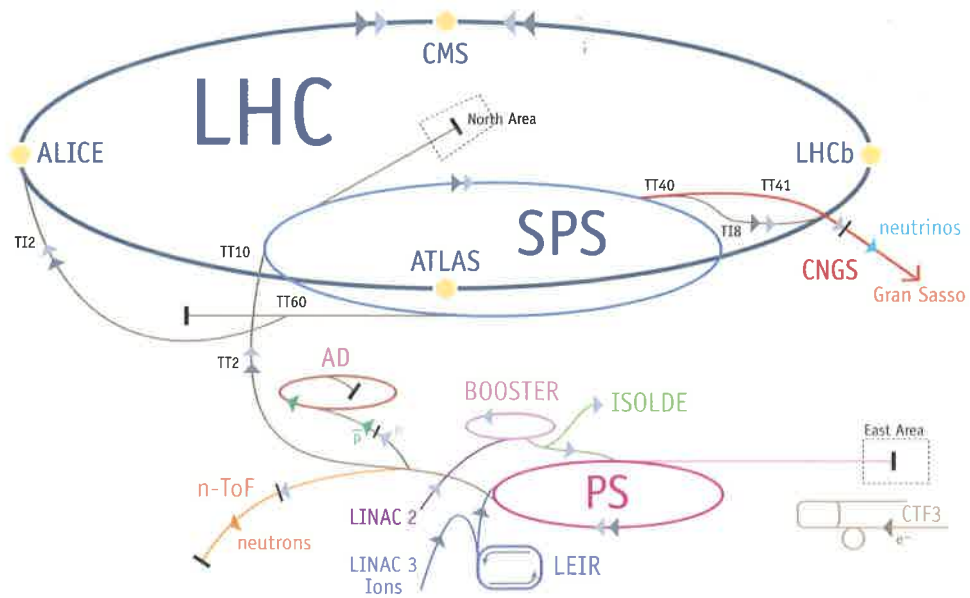 CMS
LHC
North Area
ALICE
LHCb
TT40
TT41
SPS
TI8
neutrinos
TI2
TT10
ATLAS
CNGS
Gran Sasso
TT60
TT2
AD
BOOSTER
ISOLDE
p
East Area
n-ToF
PS
LINAC 2
neutrons
CTF3
e-
LINAC 3
Ions
LEIR